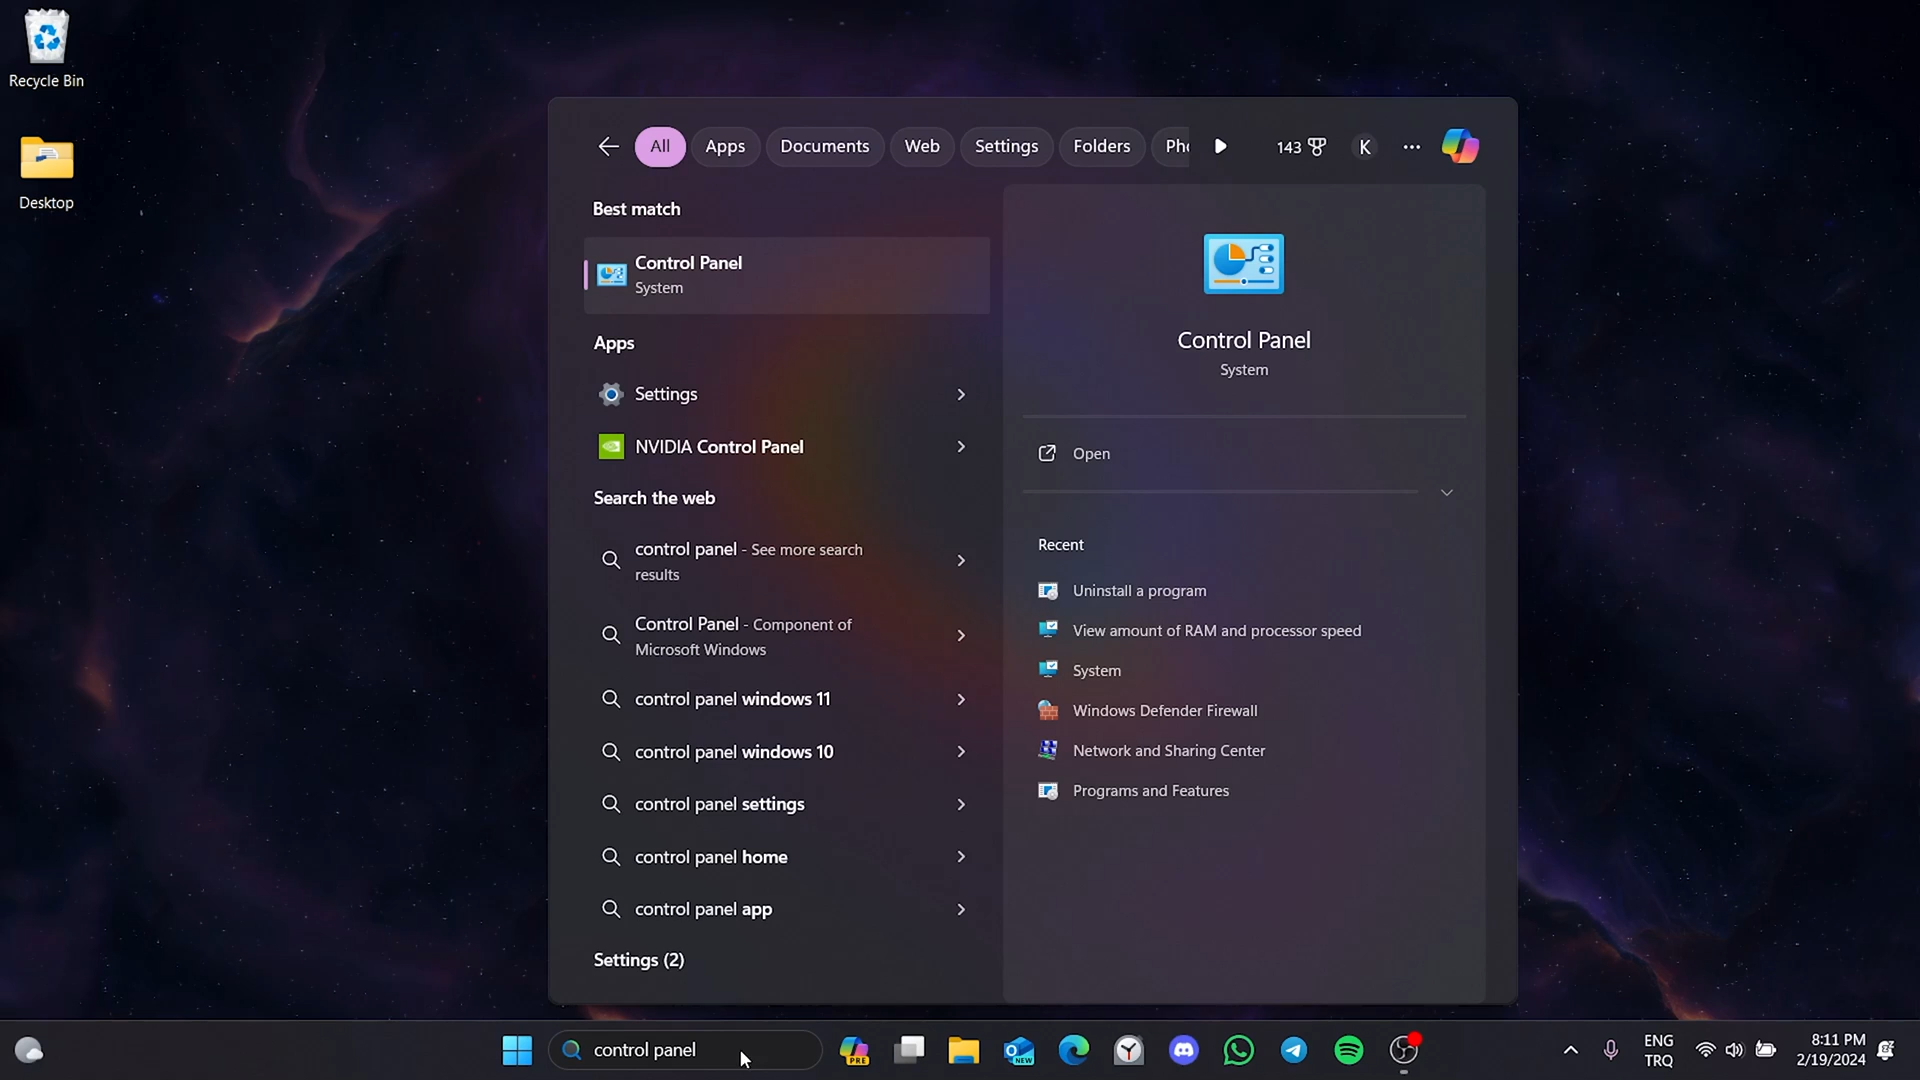 Recycle Bin
Desktop
All
Apps
Documents
Web
Settings
Folders
Pho
143
K
Best match
Control Panel
System
Apps
Settings
NVIDIA Control Panel
Search the web
control panel - See more search
results
Control Panel - Component of
Microsoft Windows
control panel windows 11
control panel windows 10
control panel settings
control panel home
control panel app
Settings (2)
Control Panel
System
Open
Recent
Uninstall a program
View amount of RAM and processor speed
System
Windows Defender Firewall
Network and Sharing Center
Programs and Features
control panel
PRE
NEW
ENG
TRQ
8:11 PM
2/19/2024